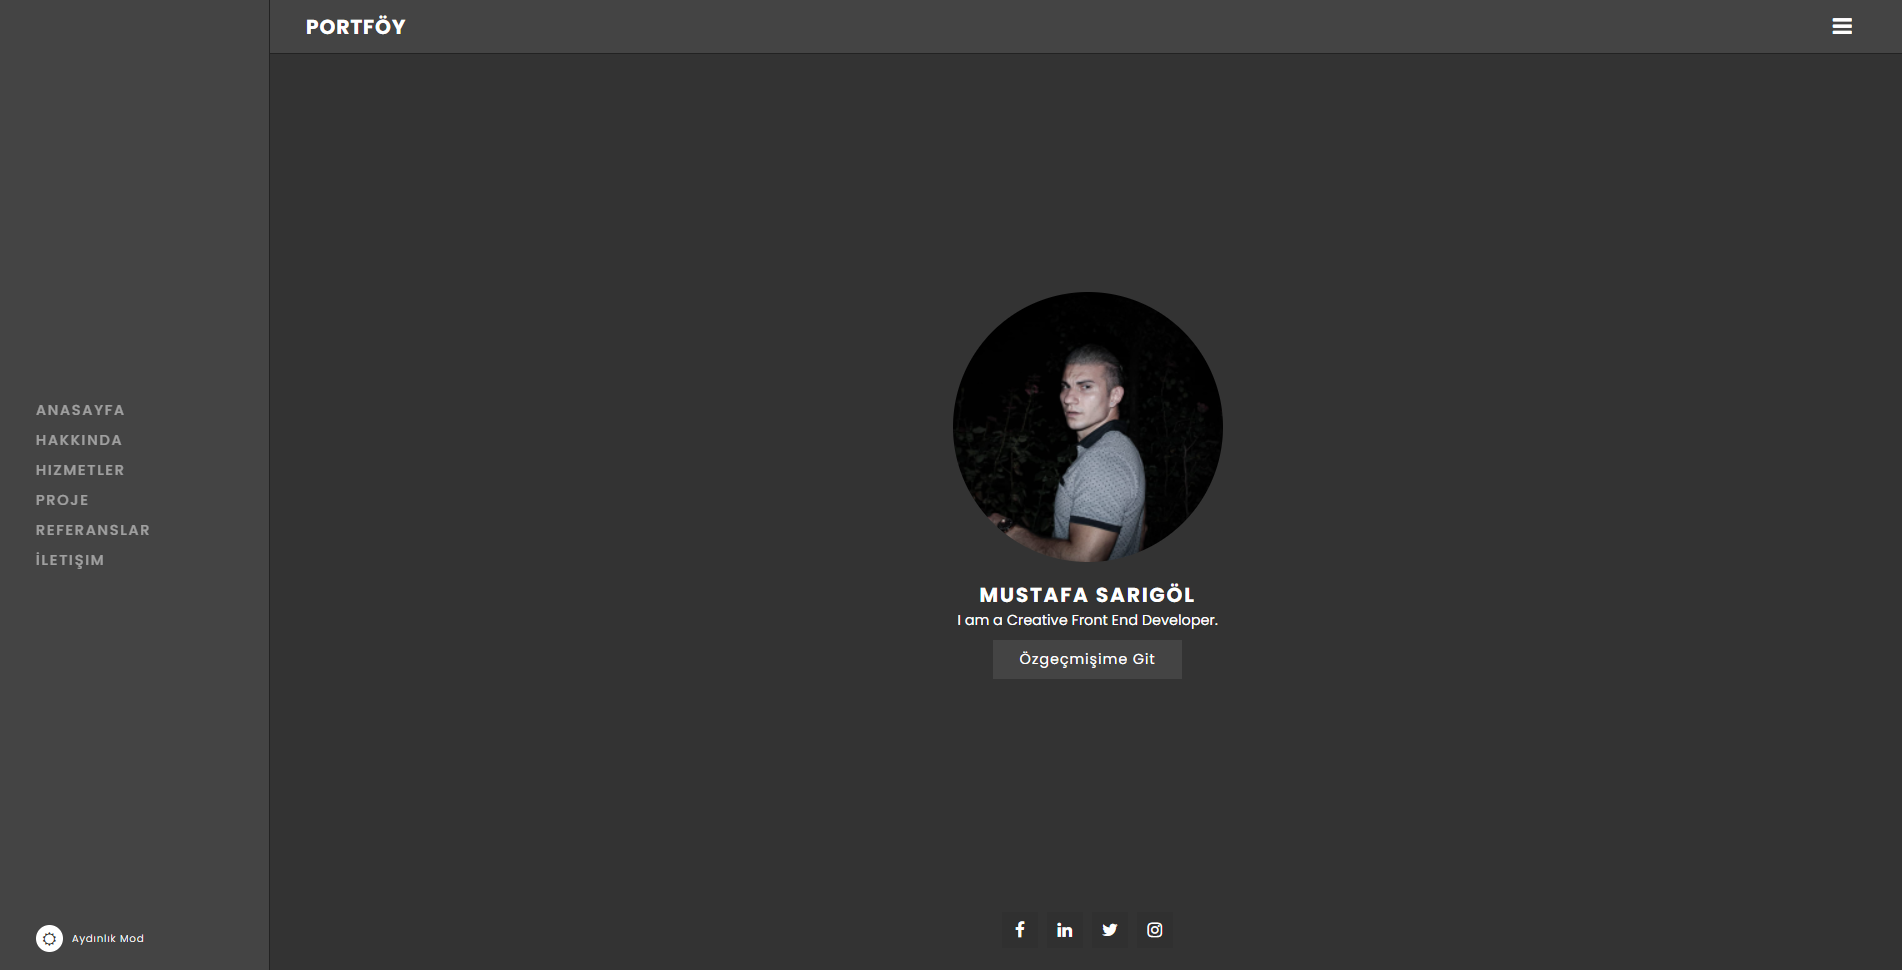 PORTFÖY
ANASAYFA
HAKKINDA
HIZMETLER
PROJE
REFERANSLAR
İLETIŞIM
MUSTAFA SARIGÖL
I am a Creative Front End Developer.
Özgeçmişime Git
Aydınlık Mod